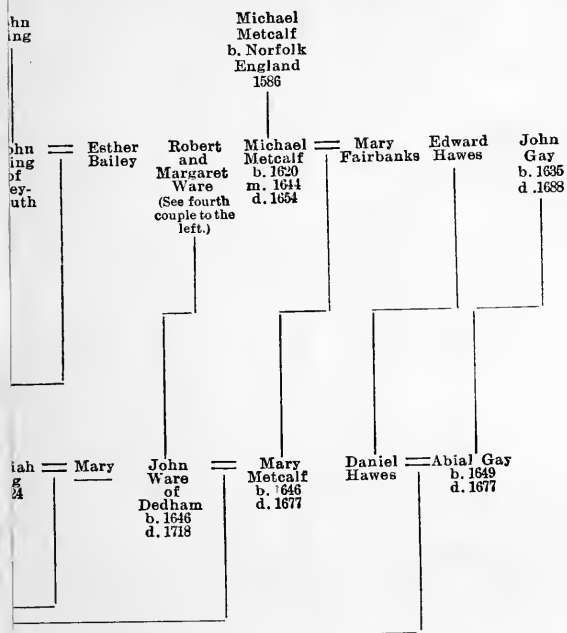 Michael
Metcalf
b. Norfolk
England
1586
Esther
Bailey
Robert
and
Margaret
Ware
(See fourth
couple to the
left.)
Michael
Metcalf
b. 1620
m. 1644
d. 1654
Mary
Fairbanks
Edward
Hawes
John
Gay
b. 1635
d .1688
Mary
John
Ware
of
Dedham
b. 1646
d. 1718
Mary
Metcalf
b. 1646
d. 1677
Daniel
Hawes
Abial Gay
b. 1649
d. 1677